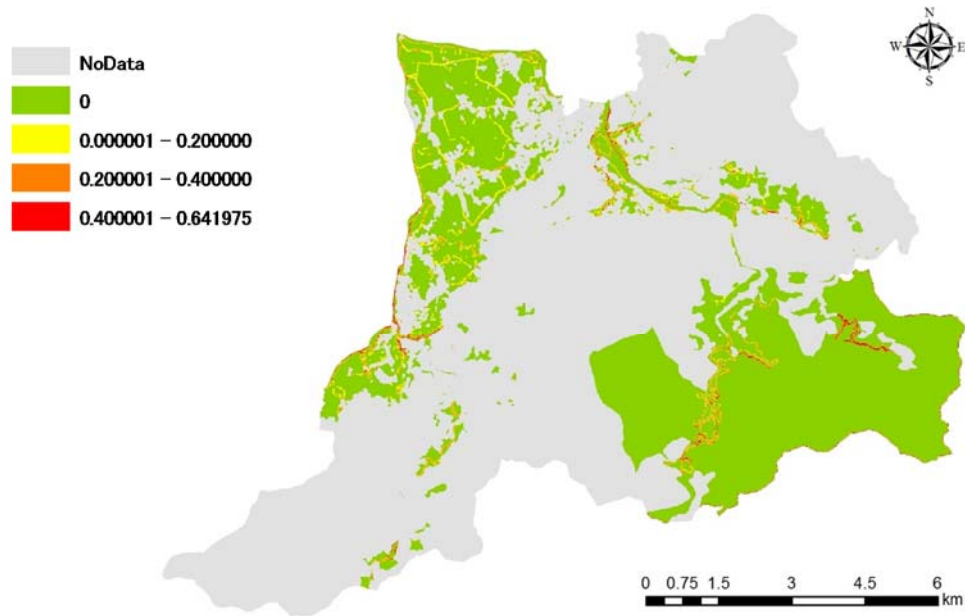 N
W E
S
NoData
0
0.000001 – 0.200000
0.200001 – 0.400000
0.400001 – 0.641975
0 0.75 1.5 3 4.5 6
km